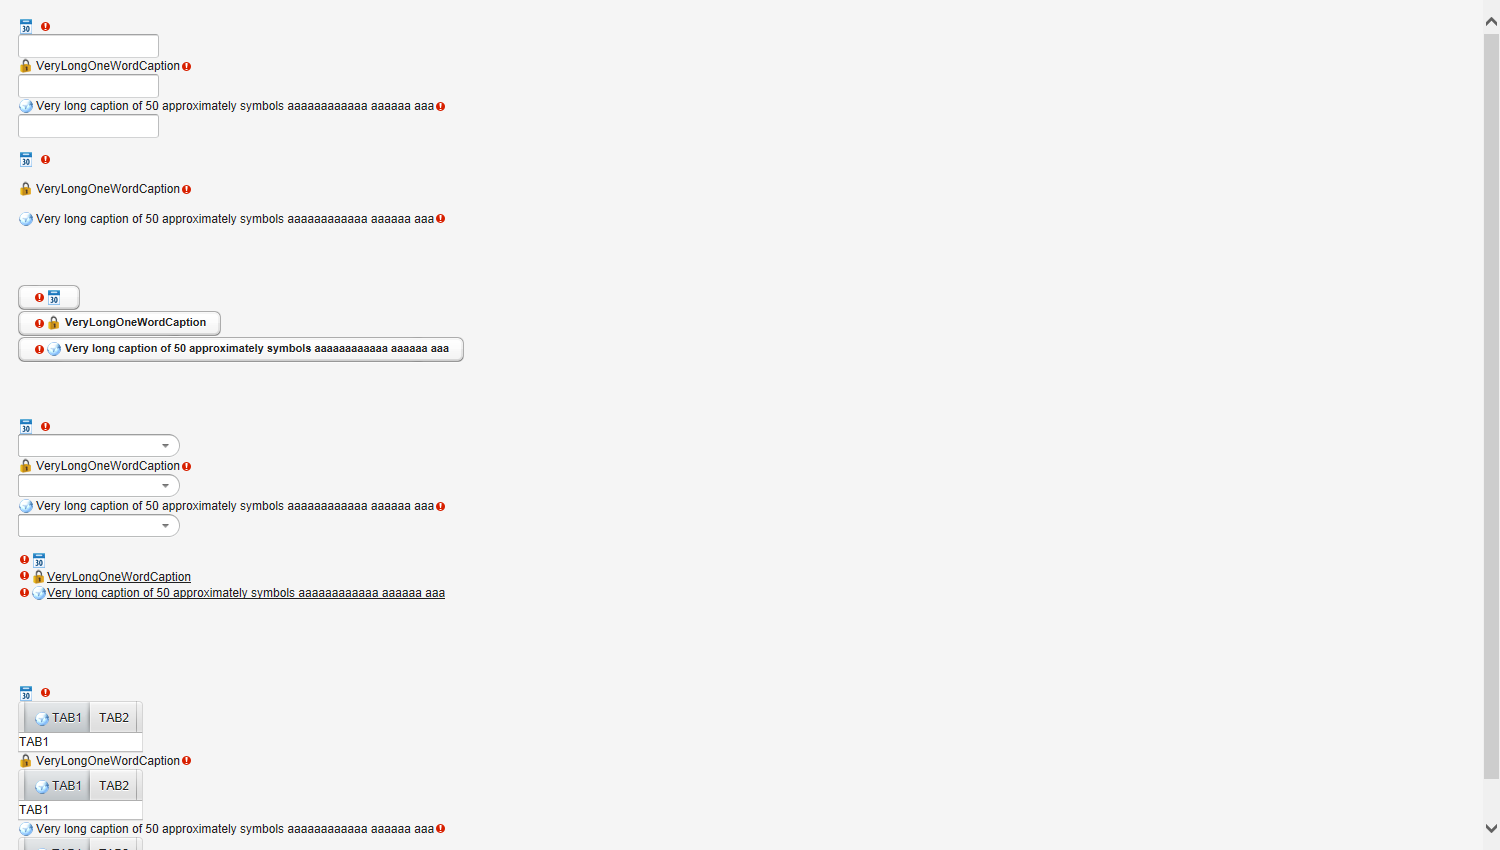 30
VeryLongOneWordCaption
Very long caption of 50 approximately symbols aaaaaaaaaaaa aaaaaa aaa
30
VeryLongOneWordCaption
Very long caption of 50 approximately symbols aaaaaaaaaaaa aaaaaa aaa
30
VeryLongOneWordCaption
Very long caption of 50 approximately symbols aaaaaaaaaaaa aaaaaa aaa
30
VeryLongOneWordCaption
Very long caption of 50 approximately symbols aaaaaaaaaaaa aaaaaa aaa
30
VeryLongOneWordCaption
Very long caption of 50 approximately symbols aaaaaaaaaaaa aaaaaa aaa
30
TAB1 TAB2
TAB1
VeryLongOneWordCaption
TAB1 TAB2
TAB1
Very long caption of 50 approximately symbols aaaaaaaaaaaa aaaaaa aaa